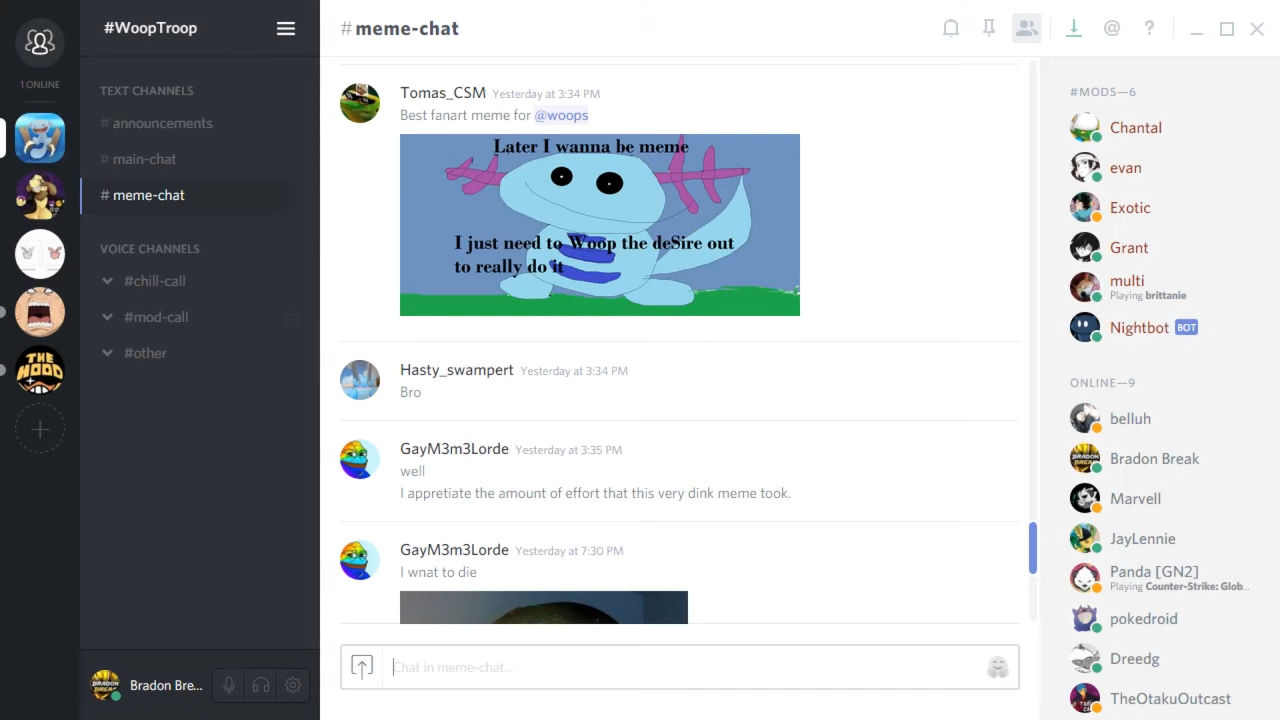 1 ONLINE
THE
MOOD
#WoopTroop
TEXT CHANNELS
# announcements
# main-chat
# meme-chat
VOICE CHANNELS
#chill-call
#mod-call
#other
BRADON
BREAK
Bradon Bre...
# meme-chat
@ ?
Tomas_CSM Yesterday at 3:34 PM
Best fanart meme for @woops
Later I wanna be meme
I just need to Woop the deSire out
to really do it
Hasty_swampert Yesterday at 3:34 PM
Bro
GayM3m3Lorde Yesterday at 3:35 PM
well
I appretiate the amount of effort that this very dink meme took.
GayM3m3Lorde Yesterday at 7:30 PM
I wnat to die
Chat in meme-chat...
#MODS—6
Chantal
evan
Exotic
Grant
multi
Playing brittanie
Nightbot BOT
ONLINE—9
belluh
BRADON
BREAK
Bradon Break
Marvell
JayLennie
Panda [GN2]
Playing Counter-Strike: Glob...
pokedroid
Dreedg
TheOtakuOutcast